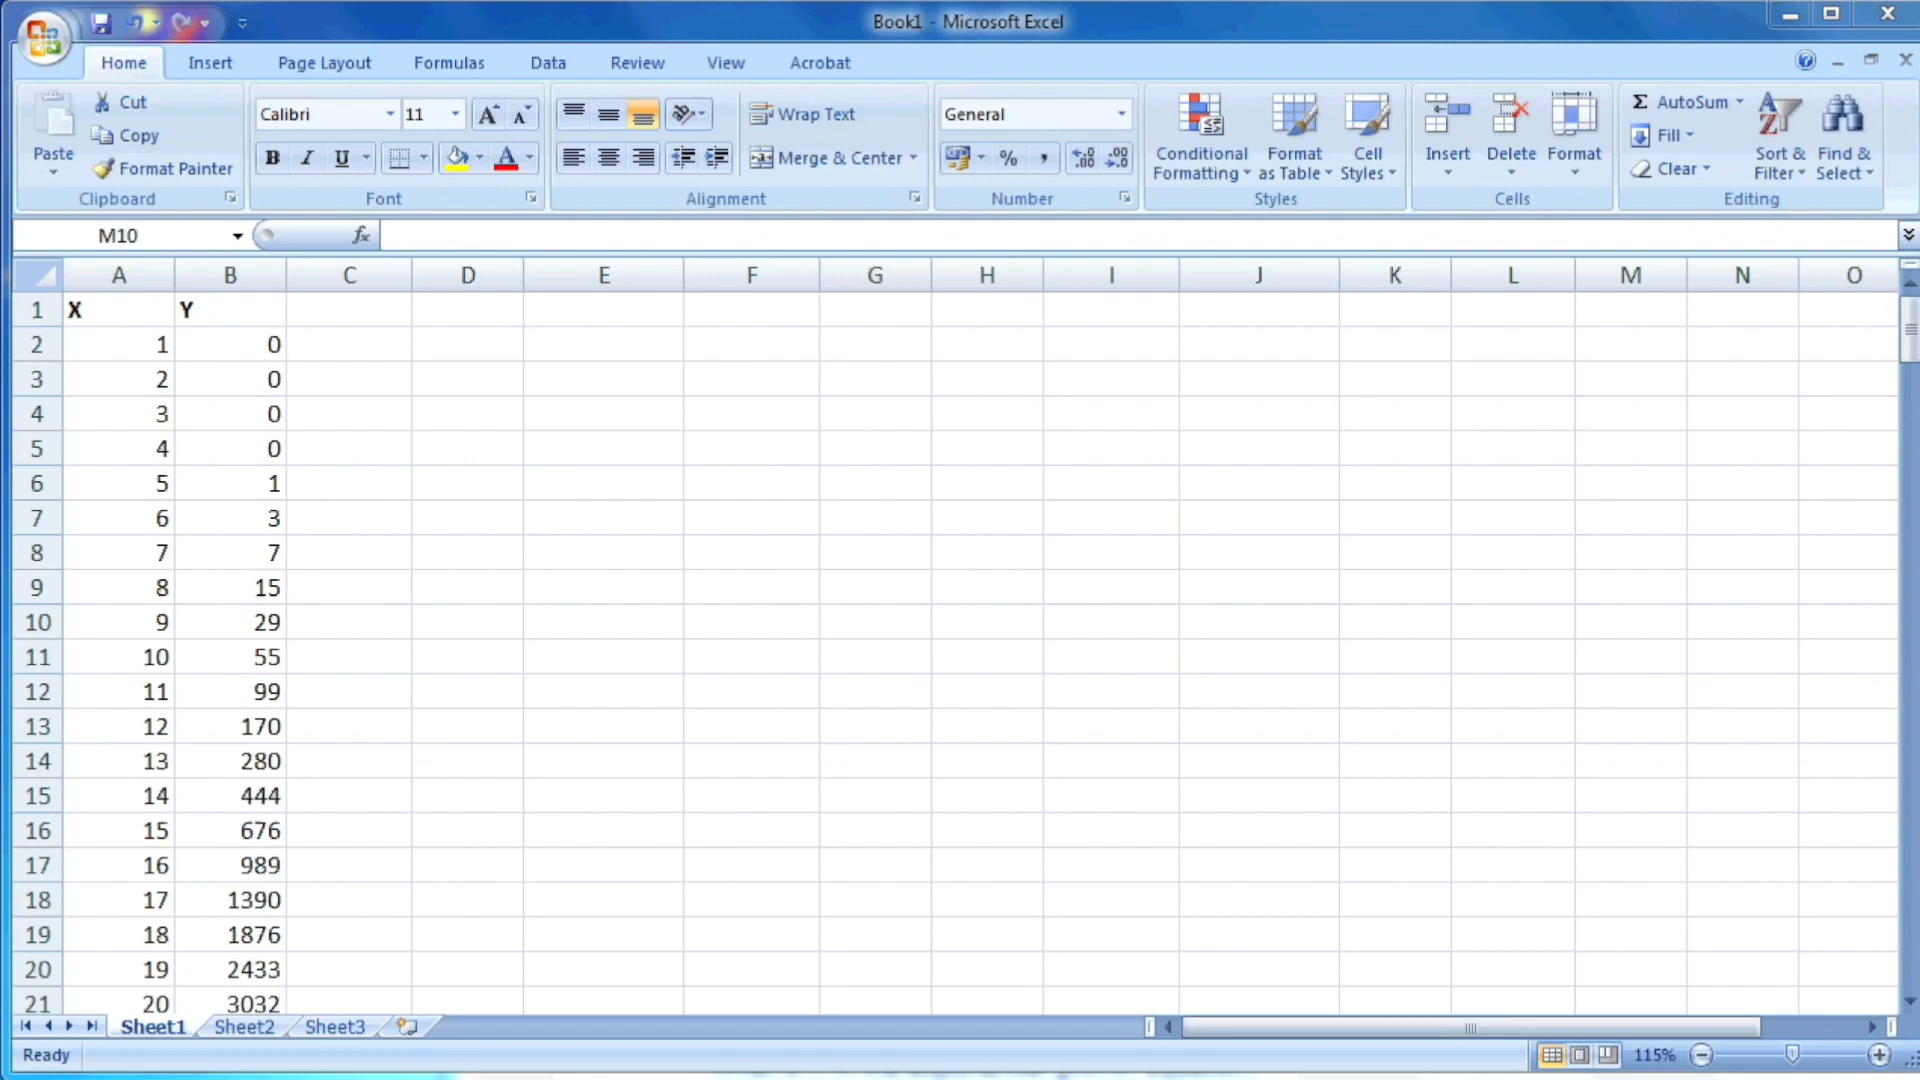 Book1 - Microsoft Excel
Home Insert Page Layout Formulas Data Review View Acrobat
Paste
Cut
Copy
Format Painter
Clipboard
Calibri 11
B I U
Font
Wrap Text
Merge & Center
Alignment
General
Number
Conditional Formatting
Format as Table
Cell Styles
Styles
Insert
Delete
Format
Cells
AutoSum
Fill
Clear
Sort & Filter
Find & Select
Editing
M10 fx
A B C D E F G H I J K L M N O
1 X Y
2 1 0
3 2 0
4 3 0
5 4 0
6 5 1
7 6 3
8 7 7
9 8 15
10 9 29
11 10 55
12 11 99
13 12 170
14 13 280
15 14 444
16 15 676
17 16 989
18 17 1390
19 18 1876
20 19 2433
21 20 3032
Sheet1 Sheet2 Sheet3
Ready 115%